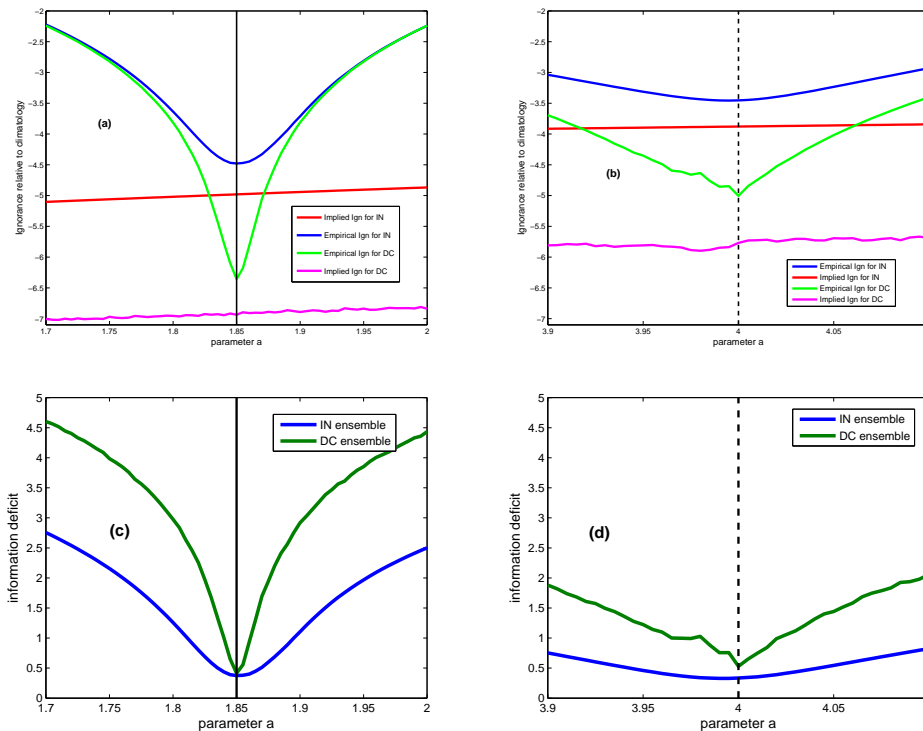 −2
−2.5
−3
−3.5
−4
−4.5
−5
−5.5
−6
−6.5
−7
Ignorance relative to climatology
(a)
Implied Ign for IN
Empirical Ign for IN
Empirical Ign for DC
Implied Ign for DC
1.7
1.75
1.8
1.85
1.9
1.95
2
parameter a
−2
−2.5
−3
−3.5
−4
−4.5
−5
−5.5
−6
−6.5
−7
Ignorance relative to climatology
(b)
Empirical Ign for IN
Implied Ign for IN
Empirical Ign for DC
Implied Ign for DC
3.9
3.95
4
4.05
parameter a
5
4.5
4
3.5
3
2.5
2
1.5
1
0.5
0
information deficit
(c)
IN ensemble
DC ensemble
1.7
1.75
1.8
1.85
1.9
1.95
2
parameter a
5
4.5
4
3.5
3
2.5
2
1.5
1
0.5
0
information deficit
(d)
IN ensemble
DC ensemble
3.9
3.95
4
4.05
parameter a